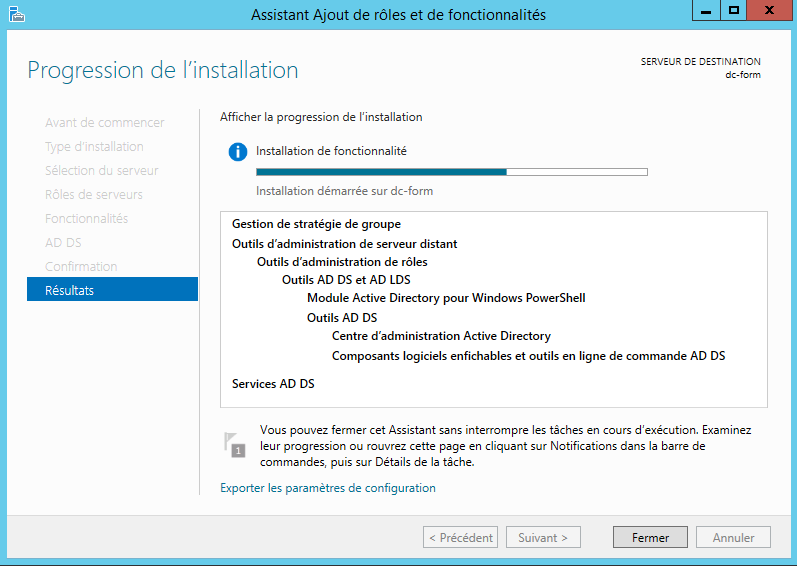 Assistant Ajout de rôles et de fonctionnalités
Progression de l'installation
SERVEUR DE DESTINATION
dc-form
Avant de commencer
Type d'installation
Sélection du serveur
Rôles de serveurs
Fonctionnalités
AD DS
Confirmation
Résultats
Afficher la progression de l'installation
Installation de fonctionnalité
Installation démarrée sur dc-form
Gestion de stratégie de groupe
Outils d'administration de serveur distant
Outils d'administration de rôles
Outils AD DS et AD LDS
Module Active Directory pour Windows PowerShell
Outils AD DS
Centre d'administration Active Directory
Composants logiciels enfichables et outils en ligne de commande AD DS
Services AD DS
1
Vous pouvez fermer cet Assistant sans interrompre les tâches en cours d'exécution. Examinez
leur progression ou rouvrez cette page en cliquant sur Notifications dans la barre de
commandes, puis sur Détails de la tâche.
Exporter les paramètres de configuration
< Précédent
Suivant >
Fermer
Annuler